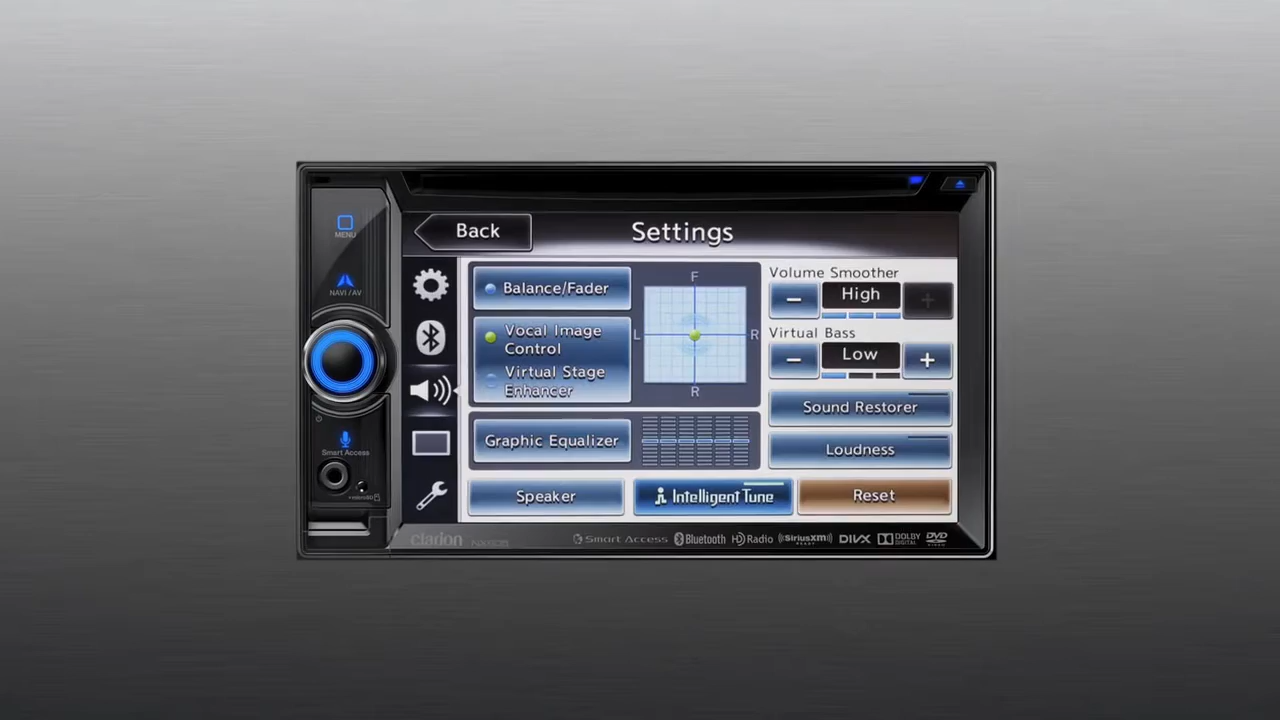 MENU
NAVI/AV
Smart Access
Back
Settings
Balance/Fader
Vocal Image
Control
Virtual Stage
Enhancer
F
L
R
R
Graphic Equalizer
Volume Smoother
− High +
Virtual Bass
− Low +
Sound Restorer
Loudness
Speaker
Intelligent Tune
Reset
clarion
Smart Access Bluetooth HD Radio SiriusXM READY DIVX DOLBY DIGITAL DVD VIDEO